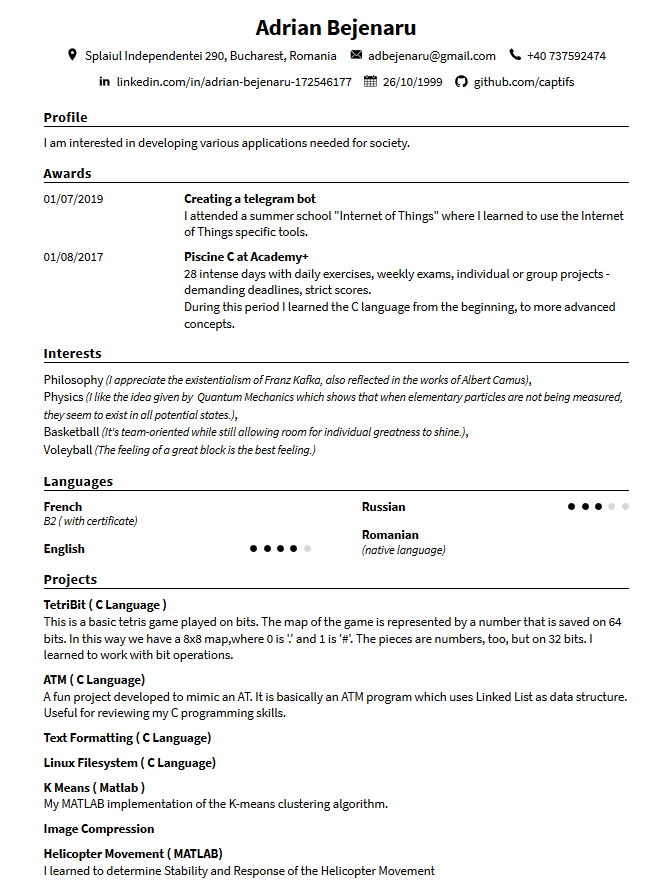 Adrian Bejenaru
Splaiul Independentei 290, Bucharest, Romania adbejenaru@gmail.com +40 737592474
linkedin.com/in/adrian-bejenaru-172546177 26/10/1999 github.com/captifs
Profile
I am interested in developing various applications needed for society.
Awards
01/07/2019 Creating a telegram bot
I attended a summer school "Internet of Things" where I learned to use the Internet
of Things specific tools.
01/08/2017 Piscine C at Academy+
28 intense days with daily exercises, weekly exams, individual or group projects -
demanding deadlines, strict scores.
During this period I learned the C language from the beginning, to more advanced
concepts.
Interests
Philosophy (I appreciate the existentialism of Franz Kafka, also reflected in the works of Albert Camus),
Physics (I like the idea given by Quantum Mechanics which shows that when elementary particles are not being measured,
they seem to exist in all potential states.),
Basketball (It's team-oriented while still allowing room for individual greatness to shine.),
Voleyball (The feeling of a great block is the best feeling.)
Languages
French
B2 ( with certificate)
English
Russian
Romanian
(native language)
Projects
TetriBit ( C Language )
This is a basic tetris game played on bits. The map of the game is represented by a number that is saved on 64
bits. In this way we have a 8x8 map,where 0 is '.' and 1 is '#'. The pieces are numbers, too, but on 32 bits. I
learned to work with bit operations.
ATM ( C Language)
A fun project developed to mimic an AT. It is basically an ATM program which uses Linked List as data structure.
Useful for reviewing my C programming skills.
Text Formatting ( C Language)
Linux Filesystem ( C Language)
K Means ( Matlab )
My MATLAB implementation of the K-means clustering algorithm.
Image Compression
Helicopter Movement ( MATLAB)
I learned to determine Stability and Response of the Helicopter Movement